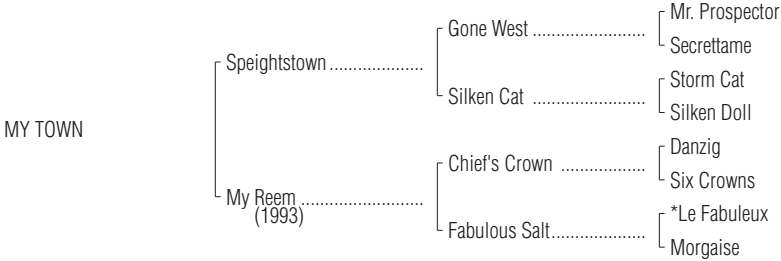 Mr. Prospector
Gone West ........................
Secrettame
Speightstown ....................
Storm Cat
Silken Cat ........................
Silken Doll
MY TOWN
Danzig
Chief's Crown ..................
Six Crowns
My Reem ..........................
(1993)
*Le Fabuleux
Fabulous Salt....................
Morgaise